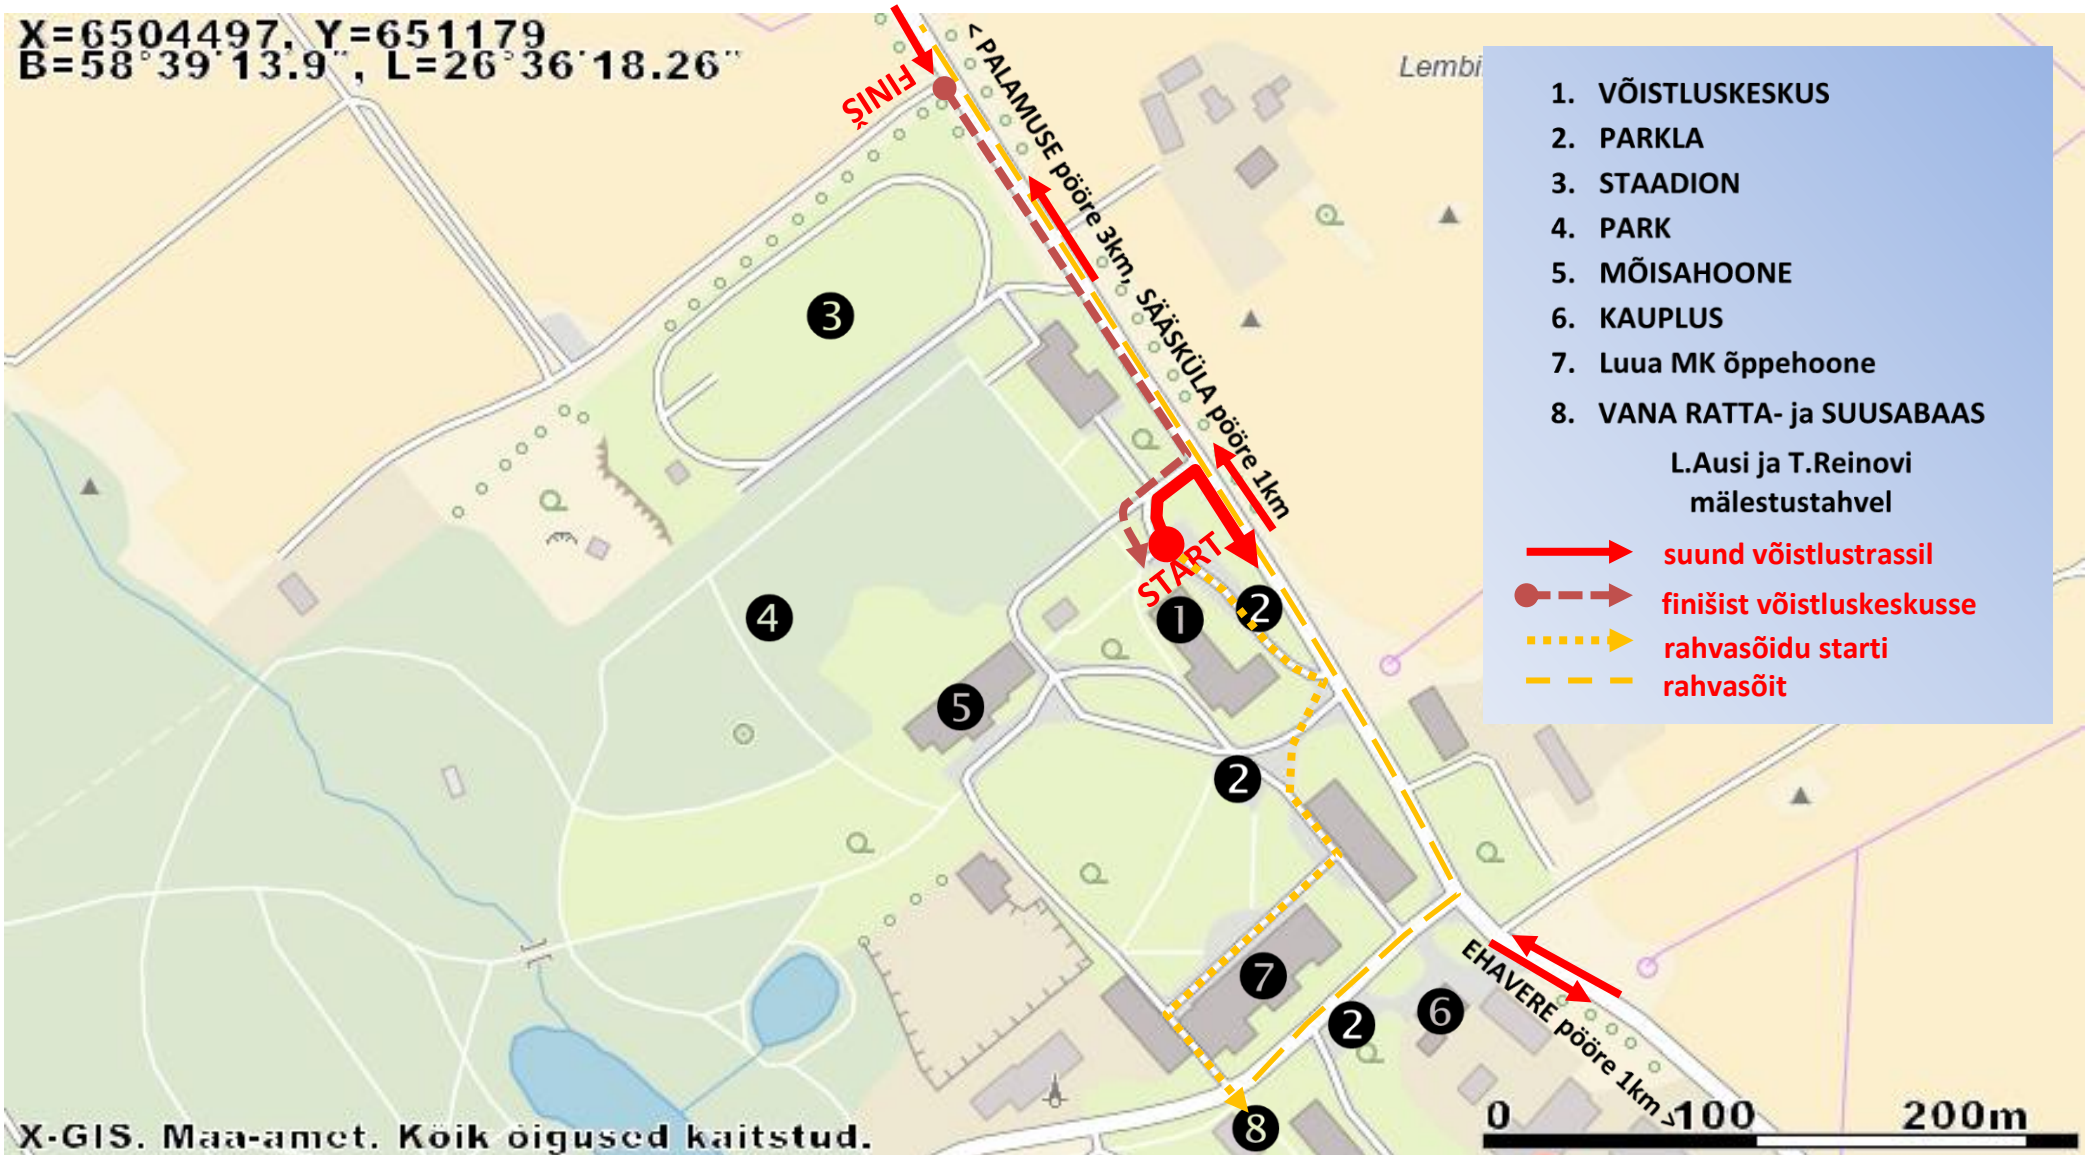 X=6504497, Y=651179
B=58°39'13.9", L=26°36'18.26"
FINIŠ
< PALAMUSE pööre 3km, SÄÄSKÜLA pööre 1km
Lembi
1. VÕISTLUSKESKUS
2. PARKLA
3. STAADION
4. PARK
5. MÕISAHOONE
6. KAUPLUS
7. Luua MK õppehoone
8. VANA RATTA- ja SUUSABAAS
L.Ausi ja T.Reinovi
mälestustahvel
suund võistlustrassil
finišist võistluskeskusse
rahvasõidu starti
rahvasõit
3
START
4
1
2
5
2
7
2
6
8
EHAVERE pööre 1km >
0 100 200m
X-GIS. Maa-amet. Kõik õigused kaitstud.